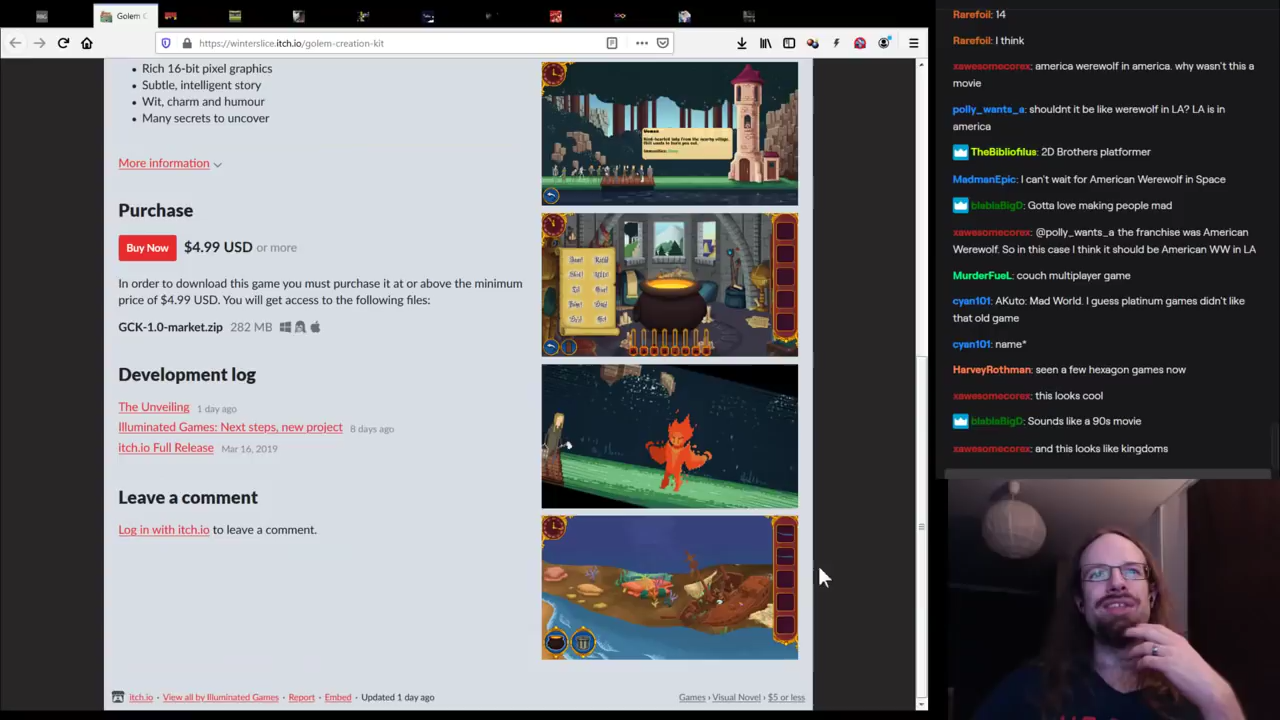 Golem C
https://winterslice.itch.io/golem-creation-kit
Rich 16-bit pixel graphics
Subtle, intelligent story
Wit, charm and humour
Many secrets to uncover
More information
Purchase
Buy Now $4.99 USD or more
In order to download this game you must purchase it at or above the minimum
price of $4.99 USD. You will get access to the following files:
GCK-1.0-market.zip 282 MB
Development log
The Unveiling 1 day ago
Illuminated Games: Next steps, new project 8 days ago
itch.io Full Release Mar 16, 2019
Leave a comment
Log in with itch.io to leave a comment.
itch.io · View all by Illuminated Games · Report · Embed · Updated 1 day ago
Games › Visual Novel › $5 or less
Rarefoil: 14
Rarefoil: I think
xawesomecorex: america werewolf in america. why wasn't this a
movie
polly_wants_a: shouldnt it be like werewolf in LA? LA is in
america
TheBibliofilus: 2D Brothers platformer
MadmanEpic: I can't wait for American Werewolf in Space
blablaBigD: Gotta love making people mad
xawesomecorex: @polly_wants_a the franchise was American
Werewolf. So in this case I think it should be American WW in LA
MurderFueL: couch multiplayer game
cyan101: AKuto: Mad World. I guess platinum games didn't like
that old game
cyan101: name*
HarveyRothman: seen a few hexagon games now
xawesomecorex: this looks cool
blablaBigD: Sounds like a 90s movie
xawesomecorex: and this looks like kingdoms